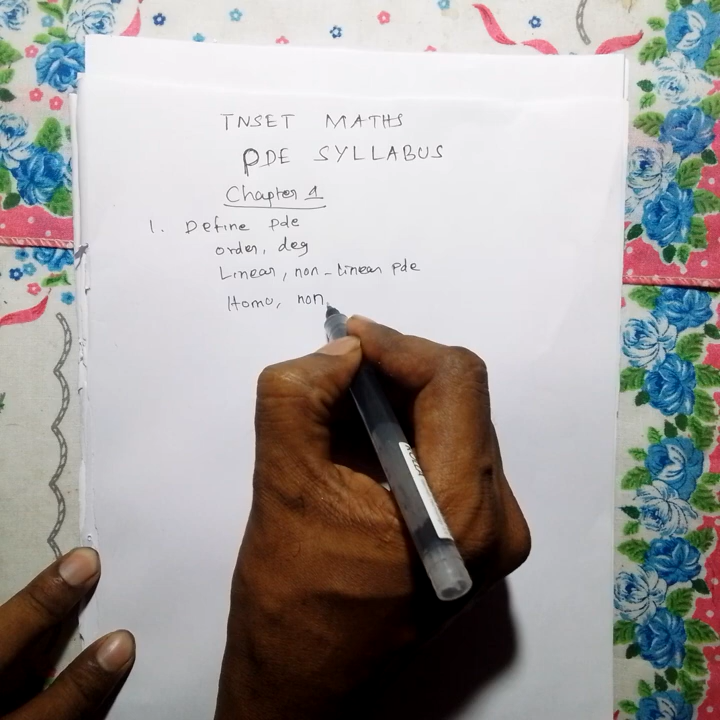 TNSET MATHS
PDE SYLLABUS
Chapter 1
1. Define pde
order, deg
Linear, non-linear pde
Homo, non